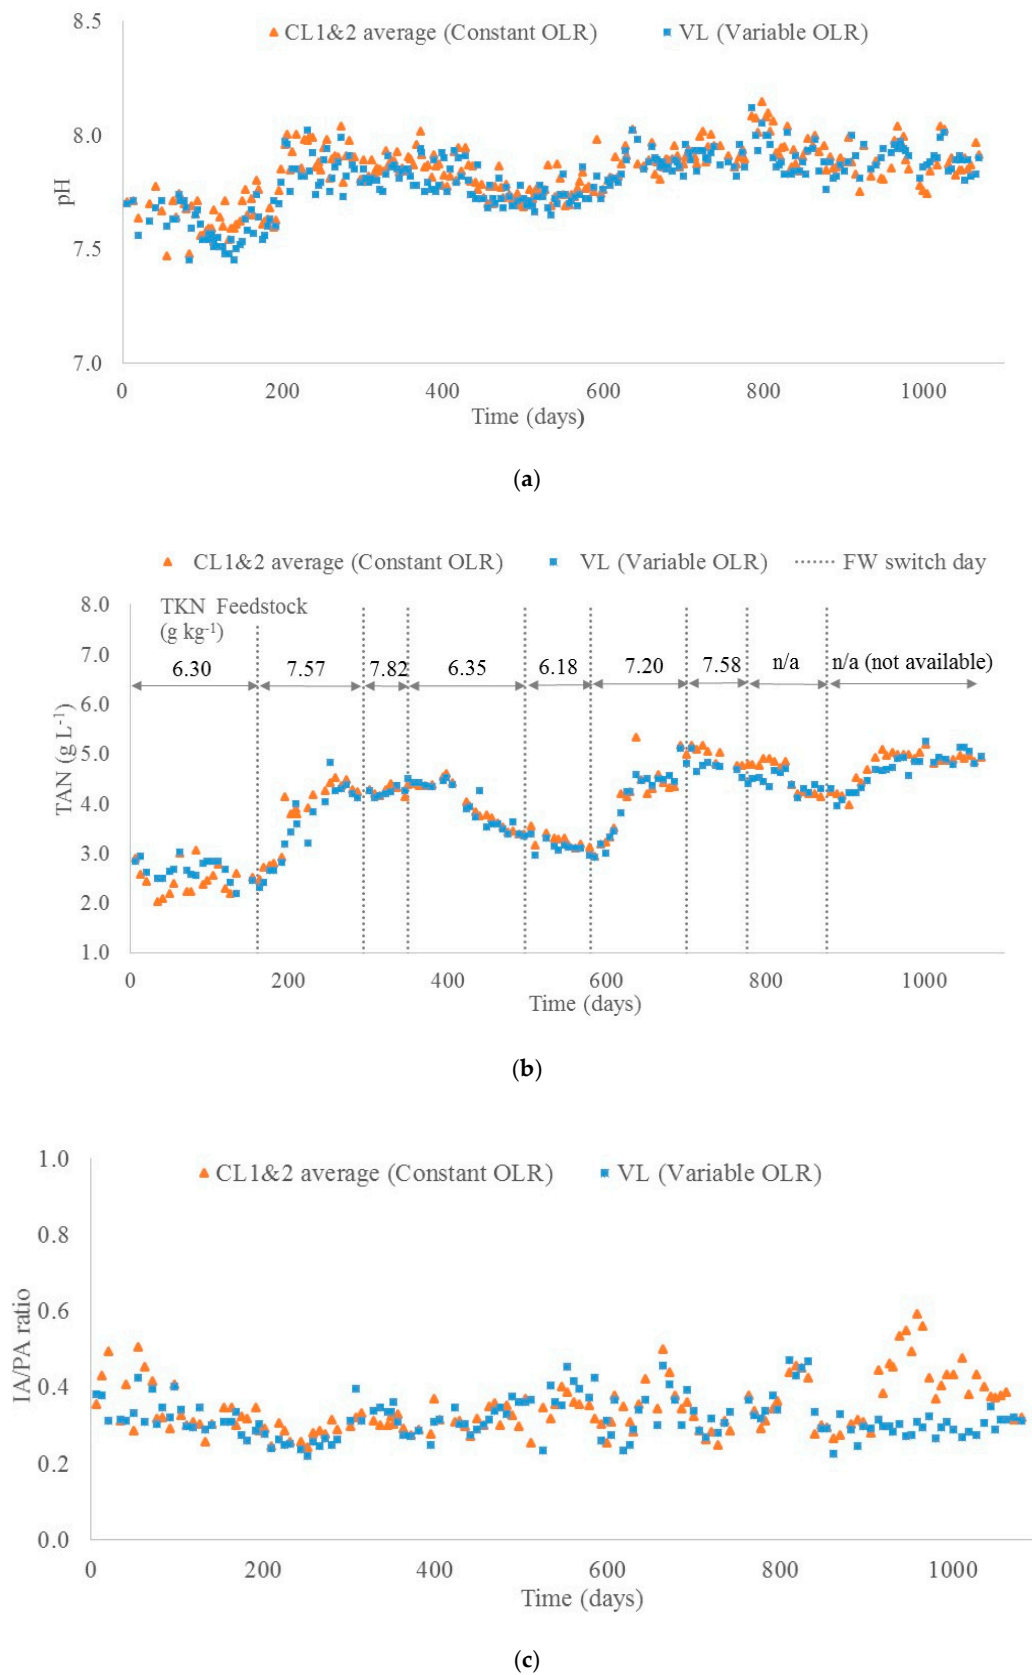 CL1&2 average (Constant OLR) VL (Variable OLR)
8.5
8.0
7.5
7.0
pH
0 200 400 600 800 1000
Time (days)
(a)
CL1&2 average (Constant OLR) VL (Variable OLR) FW switch day
8.0
7.0
6.0
5.0
4.0
3.0
2.0
1.0
TAN (g L-1)
TKN Feedstock
(g kg-1)
6.30 7.57 7.82 6.35 6.18 7.20 7.58 n/a n/a (not available)
0 200 400 600 800 1000
Time (days)
(b)
CL1&2 average (Constant OLR) VL (Variable OLR)
1.0
0.8
0.6
0.4
0.2
0.0
IA/PA ratio
0 200 400 600 800 1000
Time (days)
(c)